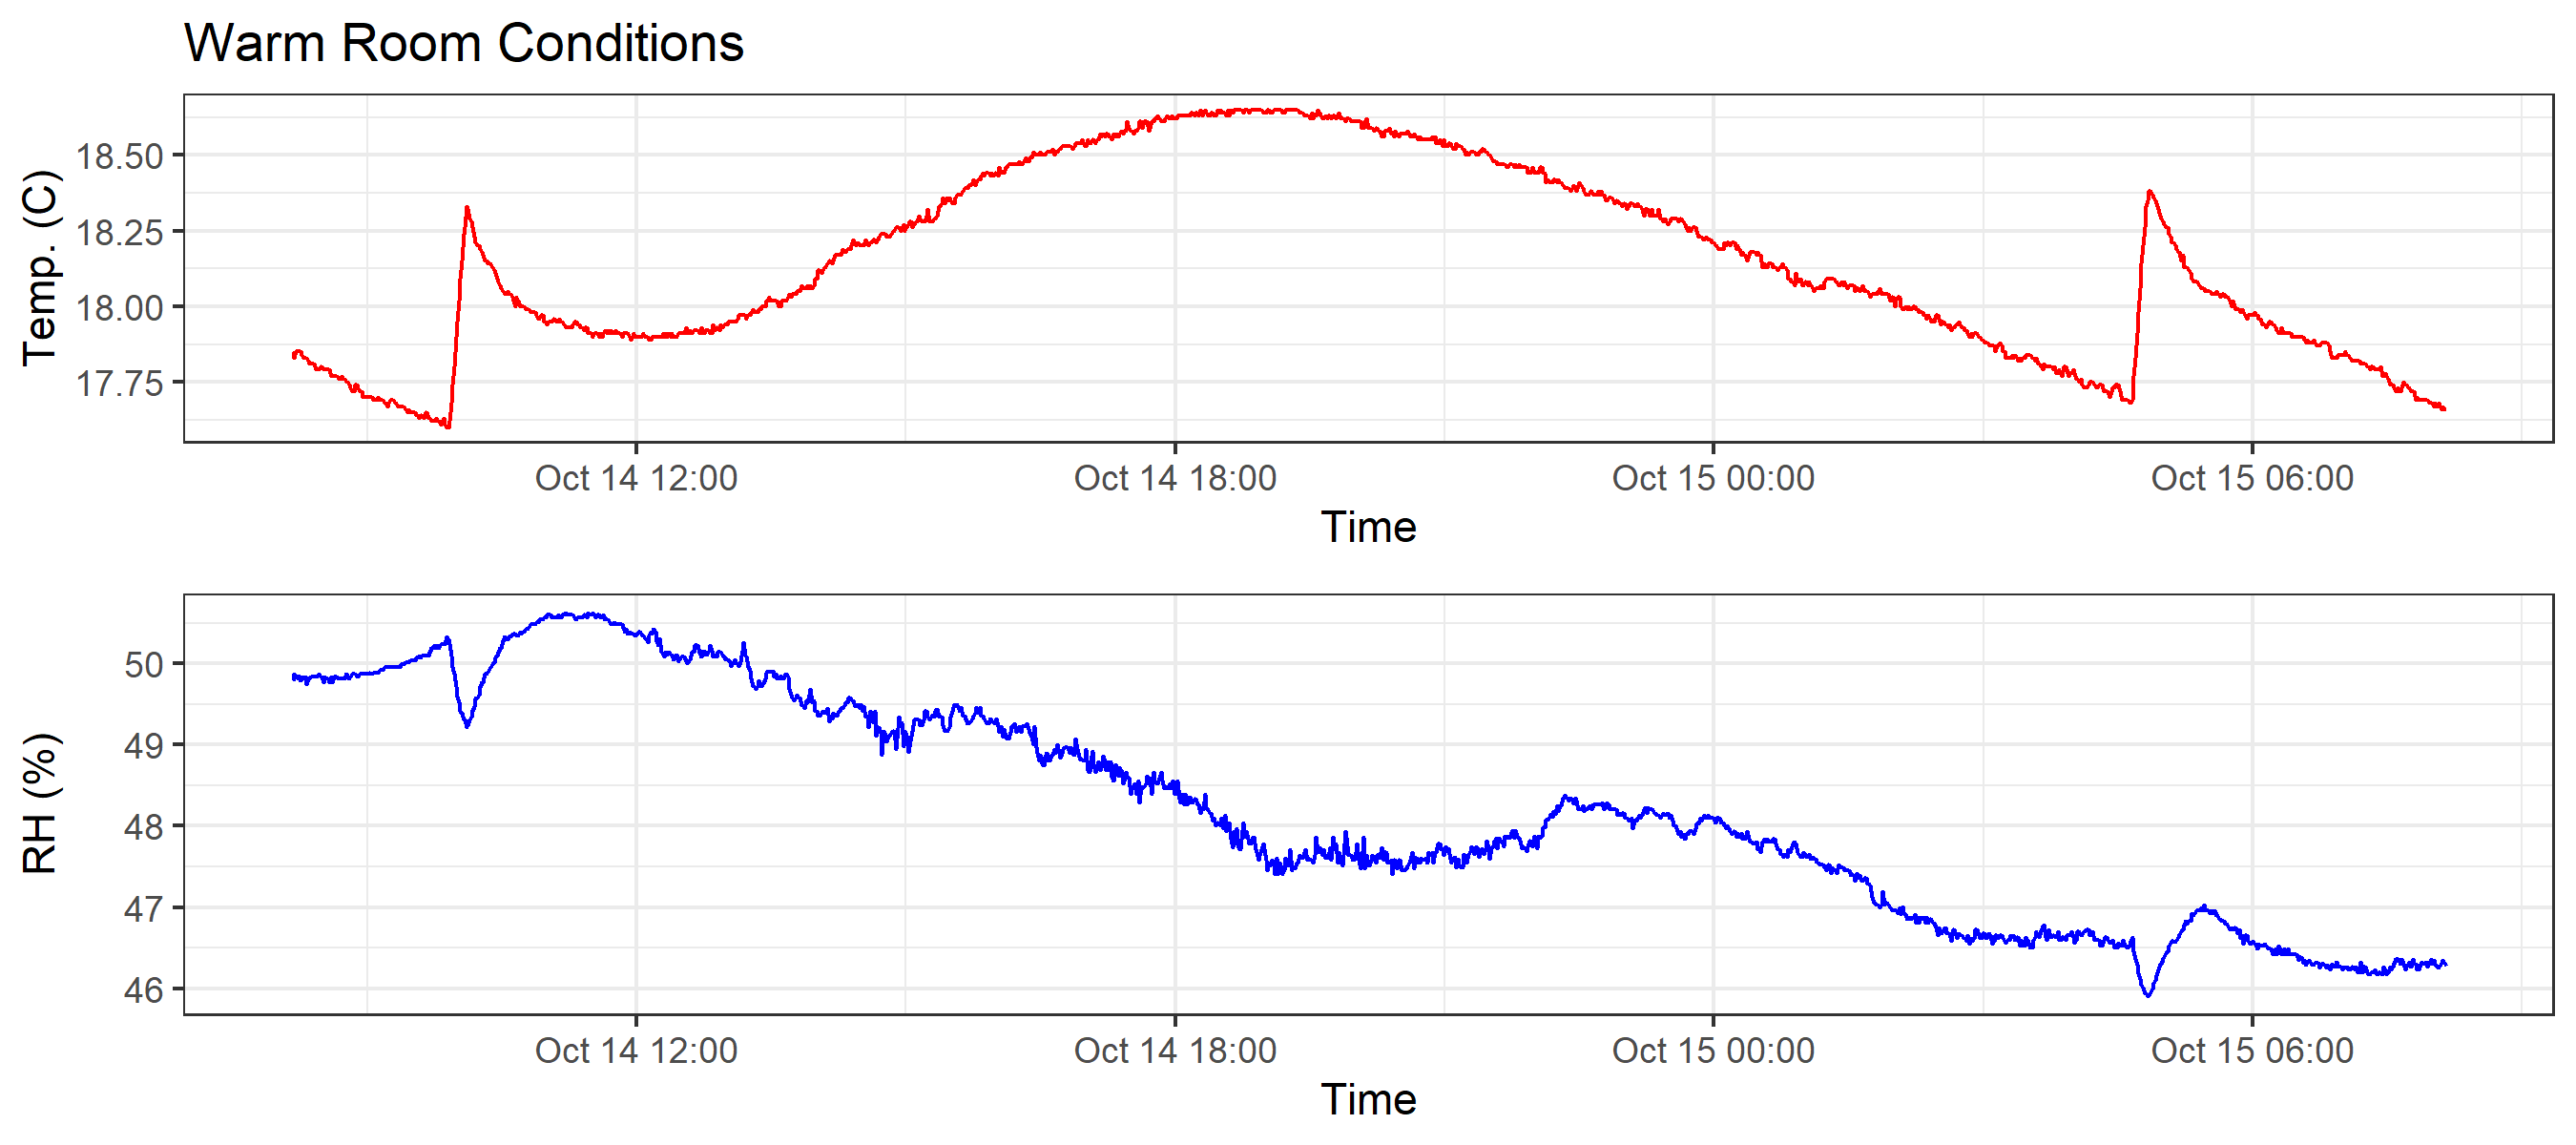 Warm Room Conditions
Temp. (C)
18.50
18.25
18.00
17.75
Oct 14 12:00 Oct 14 18:00 Oct 15 00:00 Oct 15 06:00
Time
RH (%)
50
49
48
47
46
Oct 14 12:00 Oct 14 18:00 Oct 15 00:00 Oct 15 06:00
Time